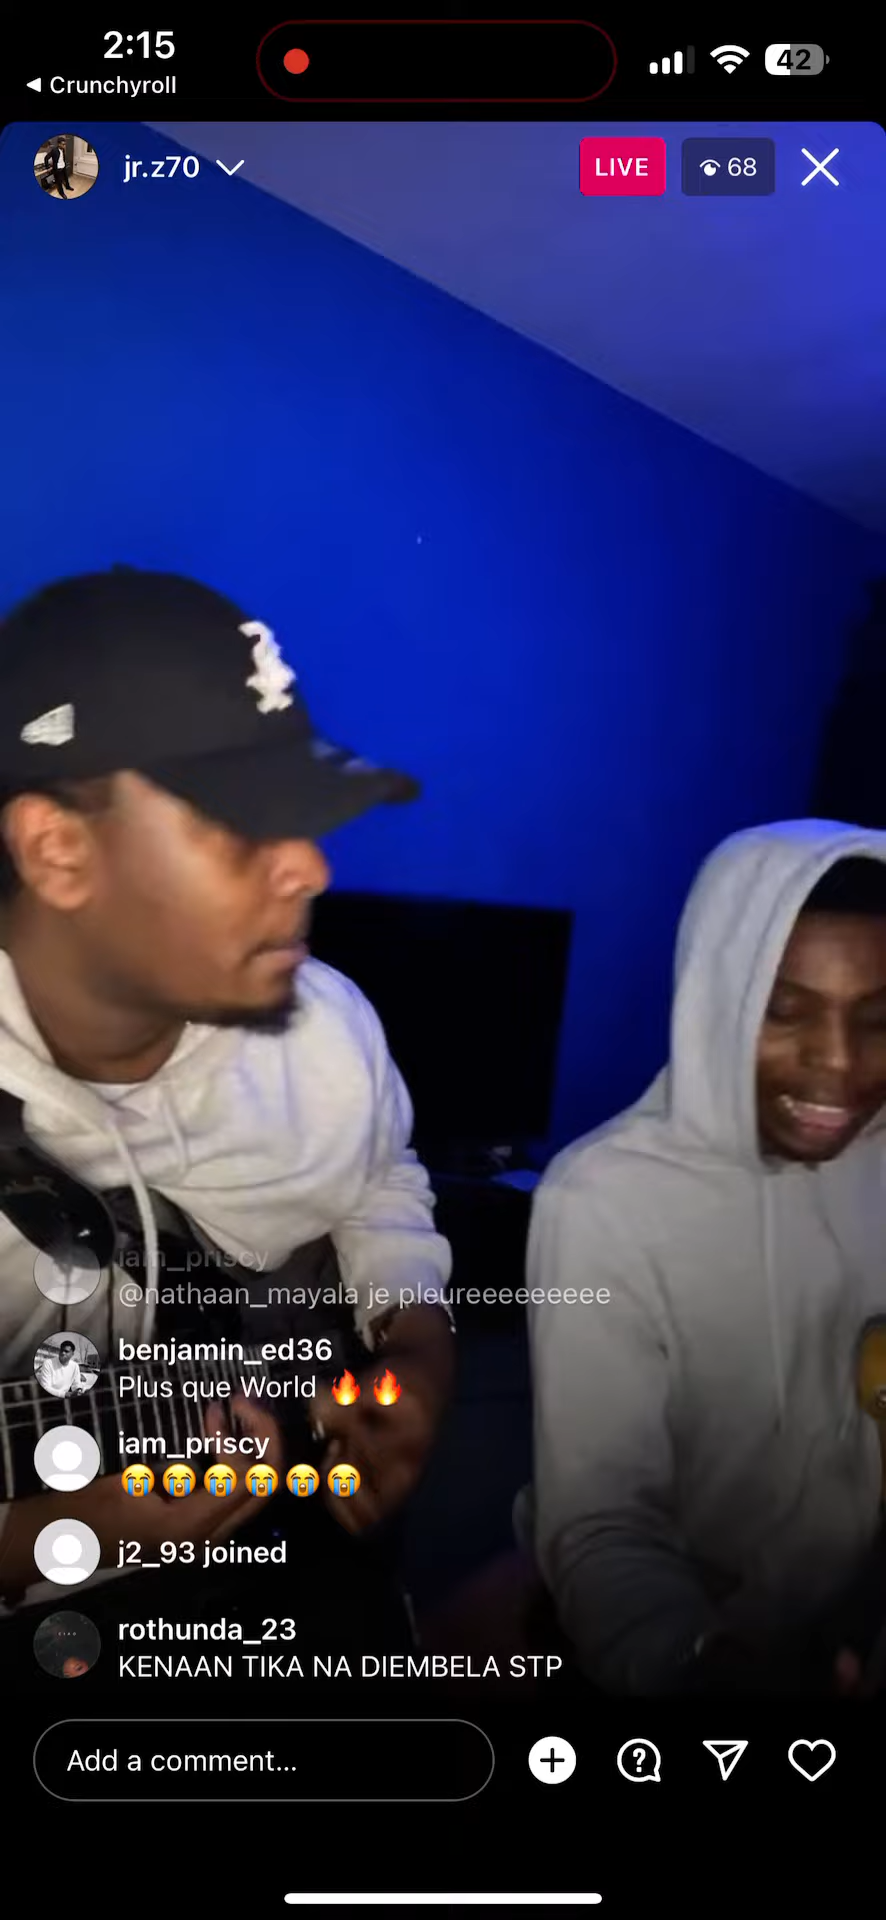 2:15
42
◀ Crunchyroll
jr.z70
LIVE
68
iam_priscy
@nathaan_mayala je pleureeeeeeeee
benjamin_ed36
Plus que World 🔥🔥
iam_priscy
😭😭😭😭😭😭
j2_93 joined
rothunda_23
KENAAN TIKA NA DIEMBELA STP
Add a comment...